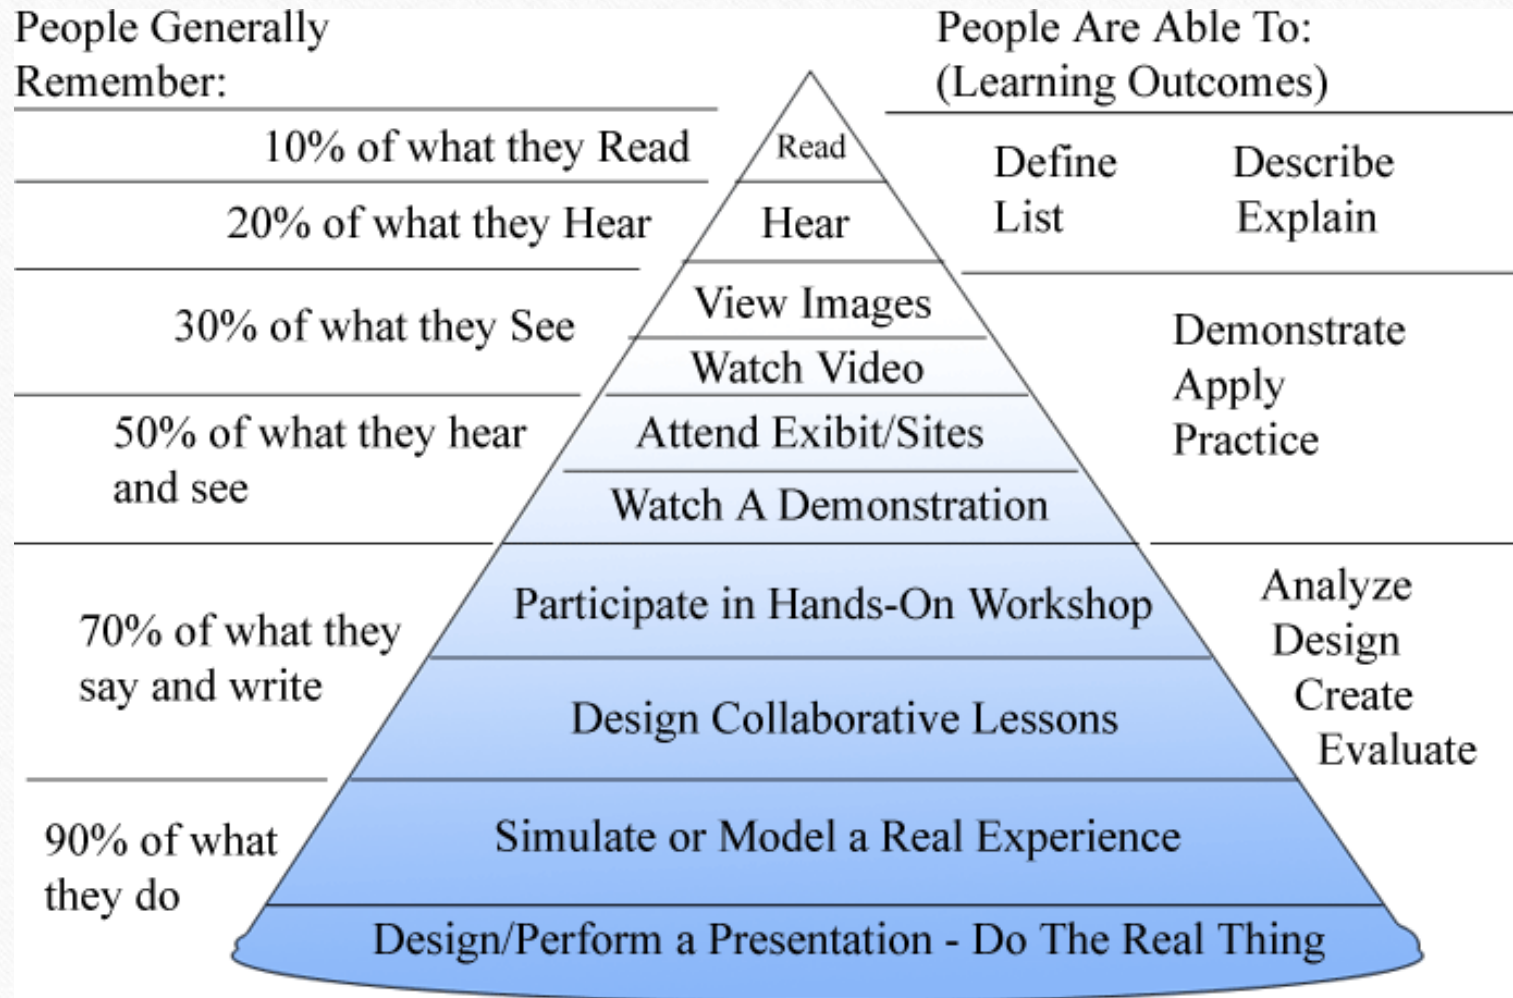 People Generally
Remember:
10% of what they Read
20% of what they Hear
30% of what they See
50% of what they hear
and see
70% of what they
say and write
90% of what
they do
Read
Hear
View Images
Watch Video
Attend Exibit/Sites
Watch A Demonstration
Participate in Hands-On Workshop
Design Collaborative Lessons
Simulate or Model a Real Experience
Design/Perform a Presentation - Do The Real Thing
People Are Able To:
(Learning Outcomes)
Define Describe
List Explain
Demonstrate
Apply
Practice
Analyze
Design
Create
Evaluate